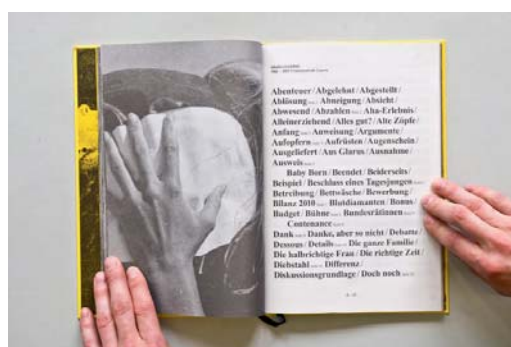 Abenteuer / Abgelehnt / Abgestellt /
Ablösung / Abneigung / Absicht /
Abwesend / Abzahlen / Aha-Erlebnis /
Alleinerziehend / Alles gut? / Alte Zöpfe /
Anfang / Anweisung / Argumente /
Aufopfern / Aufrüsten / Augenschein /
Ausgeliefert / Aus Glarus / Ausnahme /
Ausweis
Baby Born / Beendet / Beiderseits /
Beispiel / Beschluss eines Tagesjungen
Betreibung / Bettwäsche / Bewerbung /
Bilanz 2010 / Blutdiamanten / Bonus /
Budget / Bühne / Bundesrätinnen
Contenance
Dank / Danke, aber so nicht / Debatte /
Dessous / Details / Die ganze Familie /
Die halbrichtige Frau / Die richtige Zeit /
Diebstahl / Differenz /
Diskussionsgrundlage / Doch noch